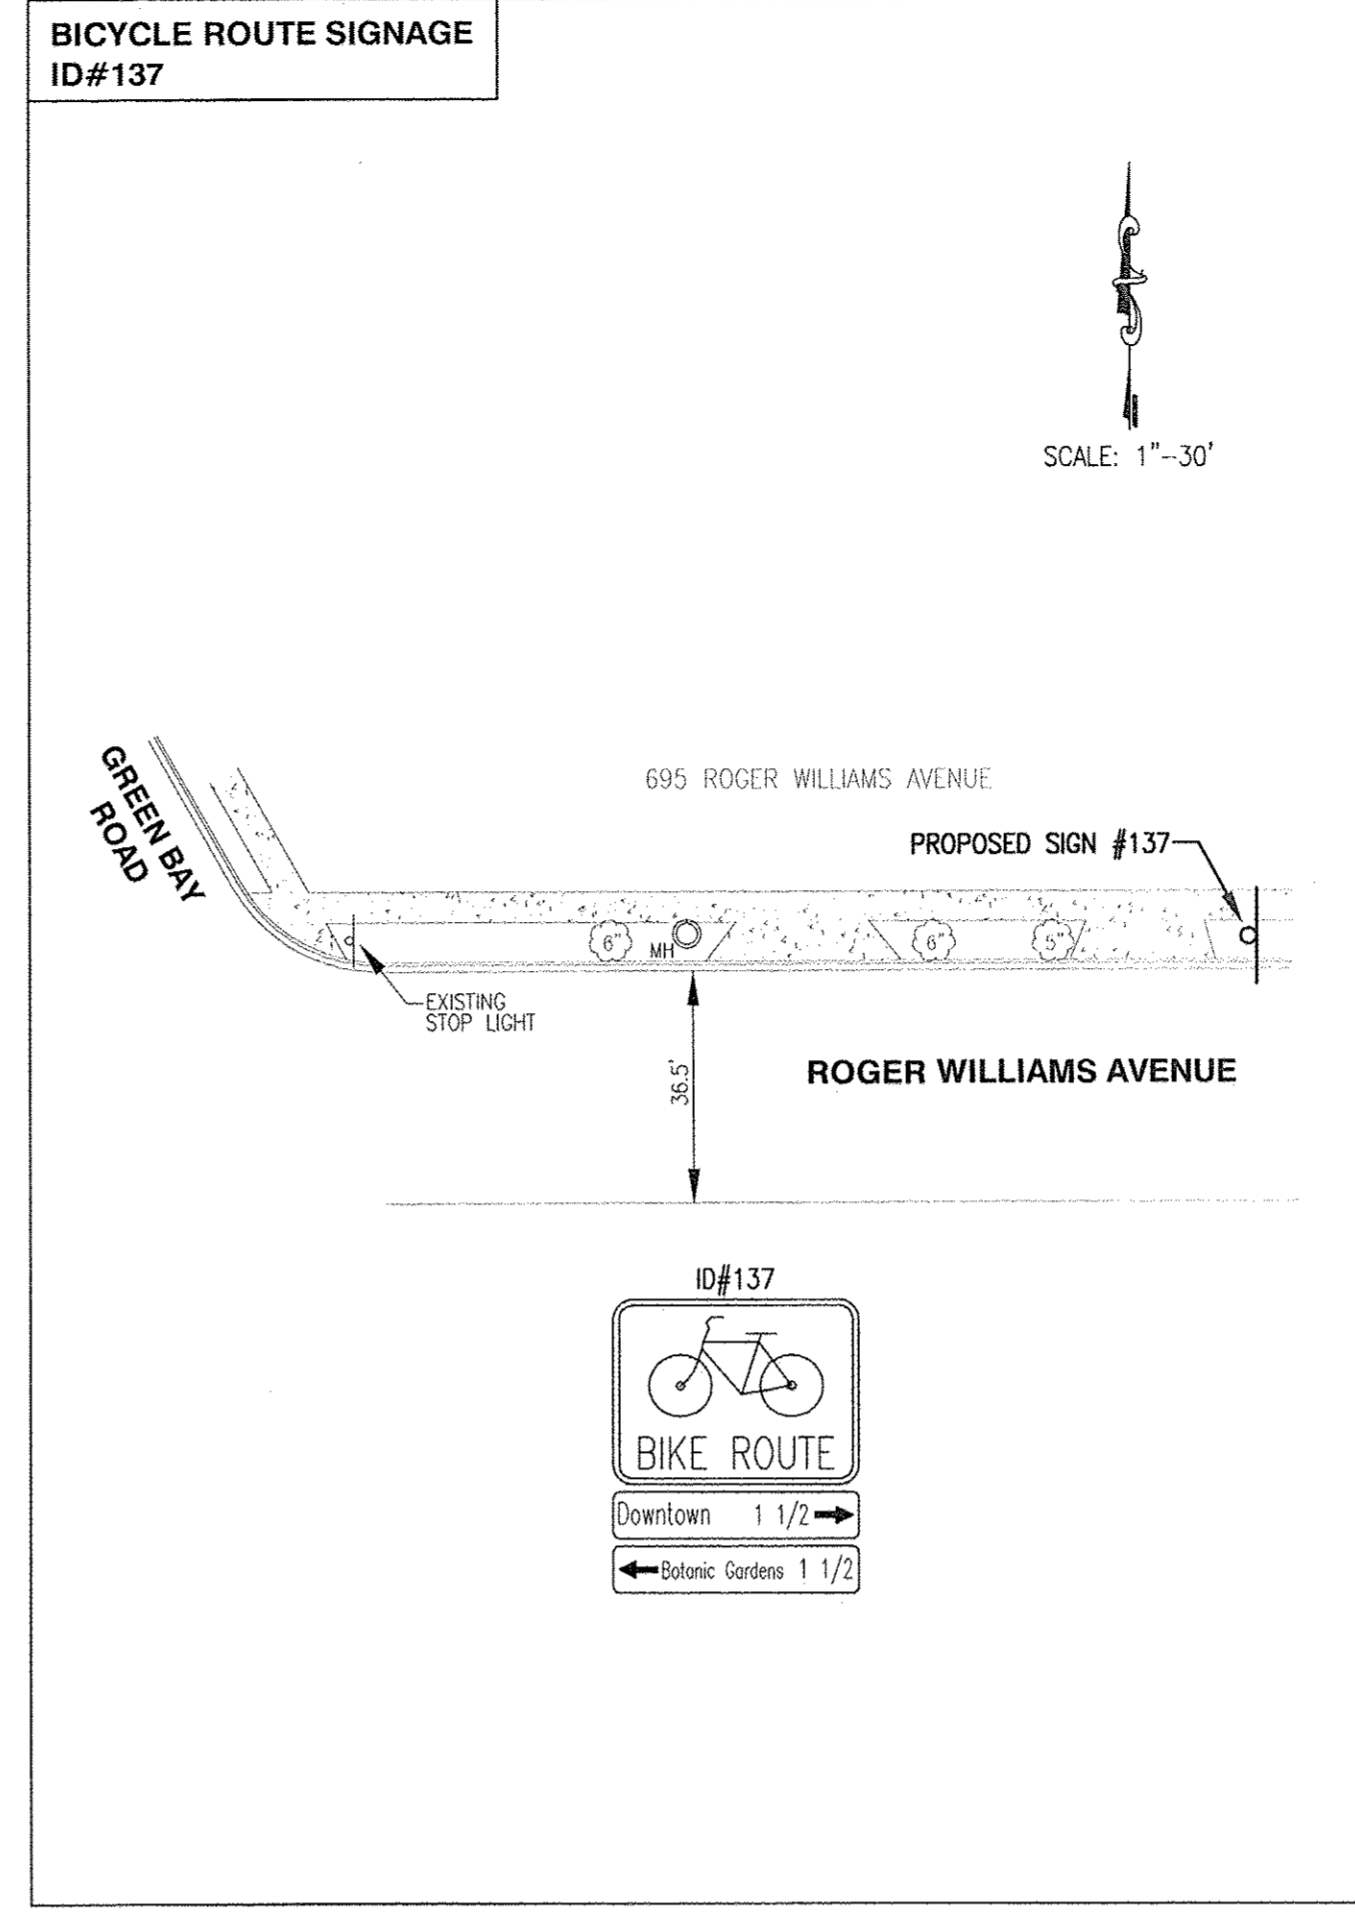 BICYCLE ROUTE SIGNAGE
ID#137
SCALE: 1"--30'
GREEN BAY
ROAD
695 ROGER WILLIAMS AVENUE
PROPOSED SIGN #137
6"
MH
6"
5"
EXISTING
STOP LIGHT
36.5'
ROGER WILLIAMS AVENUE
ID#137
BIKE ROUTE
Downtown 1 1/2
Botanic Gardens 1 1/2